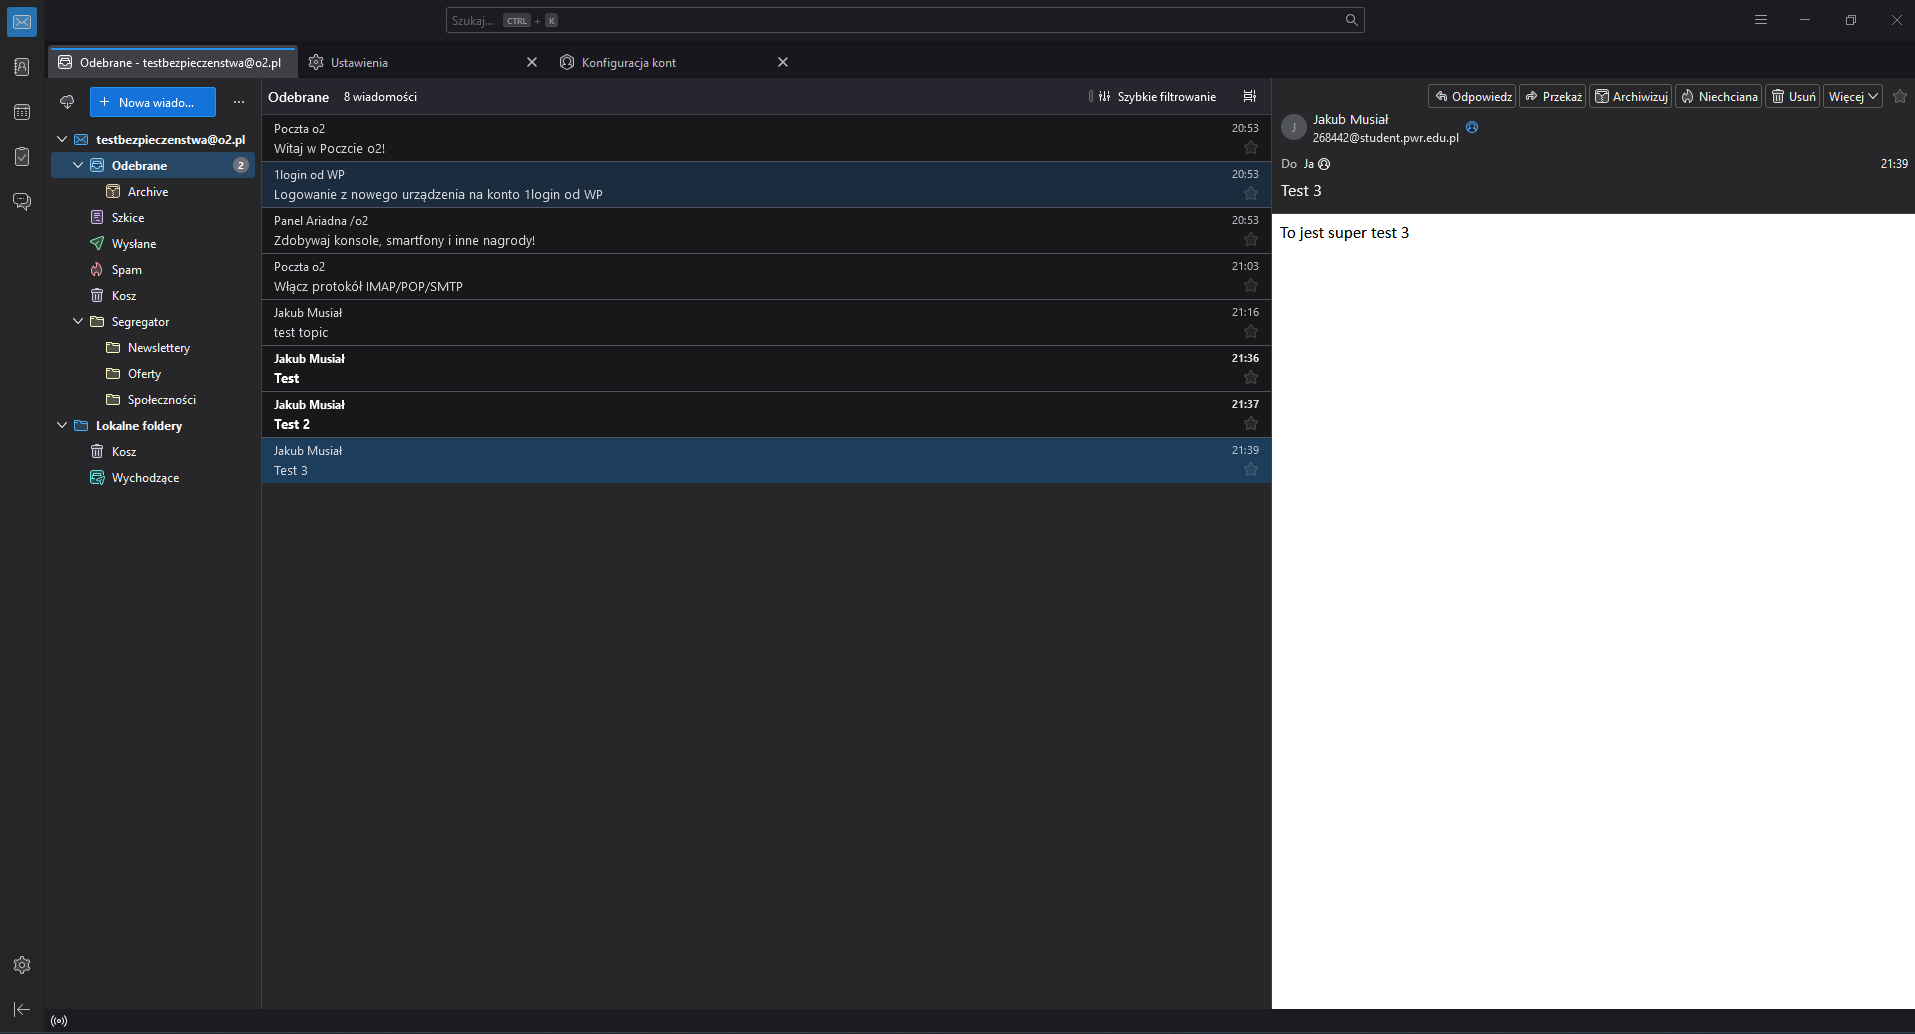 Szukaj... CTRL + K
Odebrane - testbezpieczenstwa@o2.pl
Ustawienia
Konfiguracja kont
+ Nowa wiado...
testbezpieczenstwa@o2.pl
Odebrane 2
Archive
Szkice
Wysłane
Spam
Kosz
Segregator
Newslettery
Oferty
Społeczności
Lokalne foldery
Kosz
Wychodzące
Odebrane 8 wiadomości
Szybkie filtrowanie
Poczta o2 20:53
Witaj w Poczcie o2!
1login od WP 20:53
Logowanie z nowego urządzenia na konto 1login od WP
Panel Ariadna /o2 20:53
Zdobywaj konsole, smartfony i inne nagrody!
Poczta o2 21:03
Włącz protokół IMAP/POP/SMTP
Jakub Musiał 21:16
test topic
Jakub Musiał 21:36
Test
Jakub Musiał 21:37
Test 2
Jakub Musiał 21:39
Test 3
Odpowiedz Przekaż Archiwizuj Niechciana Usuń Więcej
J
Jakub Musiał
268442@student.pwr.edu.pl
Do Ja 21:39
Test 3
To jest super test 3